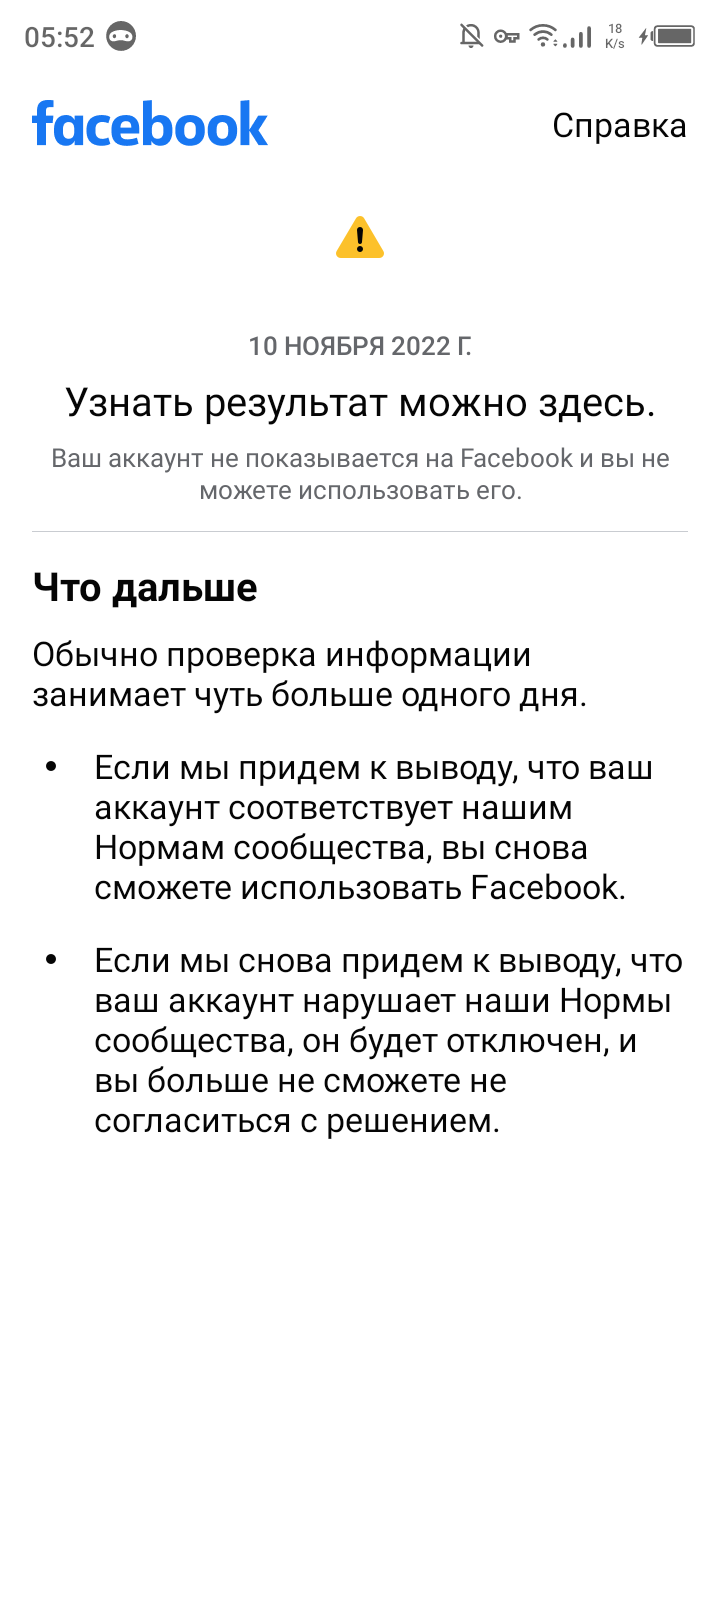 05:52
18
K/s
facebook
Справка
10 НОЯБРЯ 2022 Г.
Узнать результат можно здесь.
Ваш аккаунт не показывается на Facebook и вы не
можете использовать его.
Что дальше
Обычно проверка информации
занимает чуть больше одного дня.
• Если мы придем к выводу, что ваш
аккаунт соответствует нашим
Нормам сообщества, вы снова
сможете использовать Facebook.
• Если мы снова придем к выводу, что
ваш аккаунт нарушает наши Нормы
сообщества, он будет отключен, и
вы больше не сможете не
согласиться с решением.